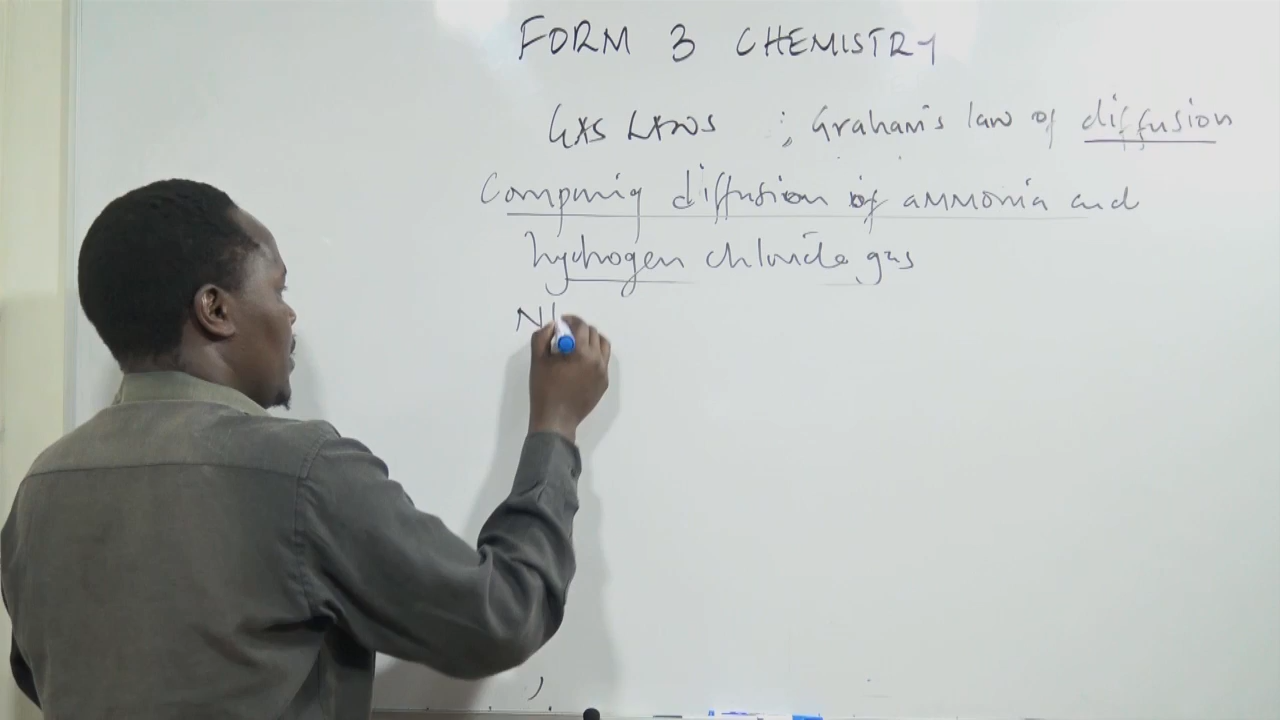 FORM 3 CHEMISTRY
GAS LAWS ; Graham's law of diffusion
Comparing diffusion of ammonia and
hydrogen chloride gas
N